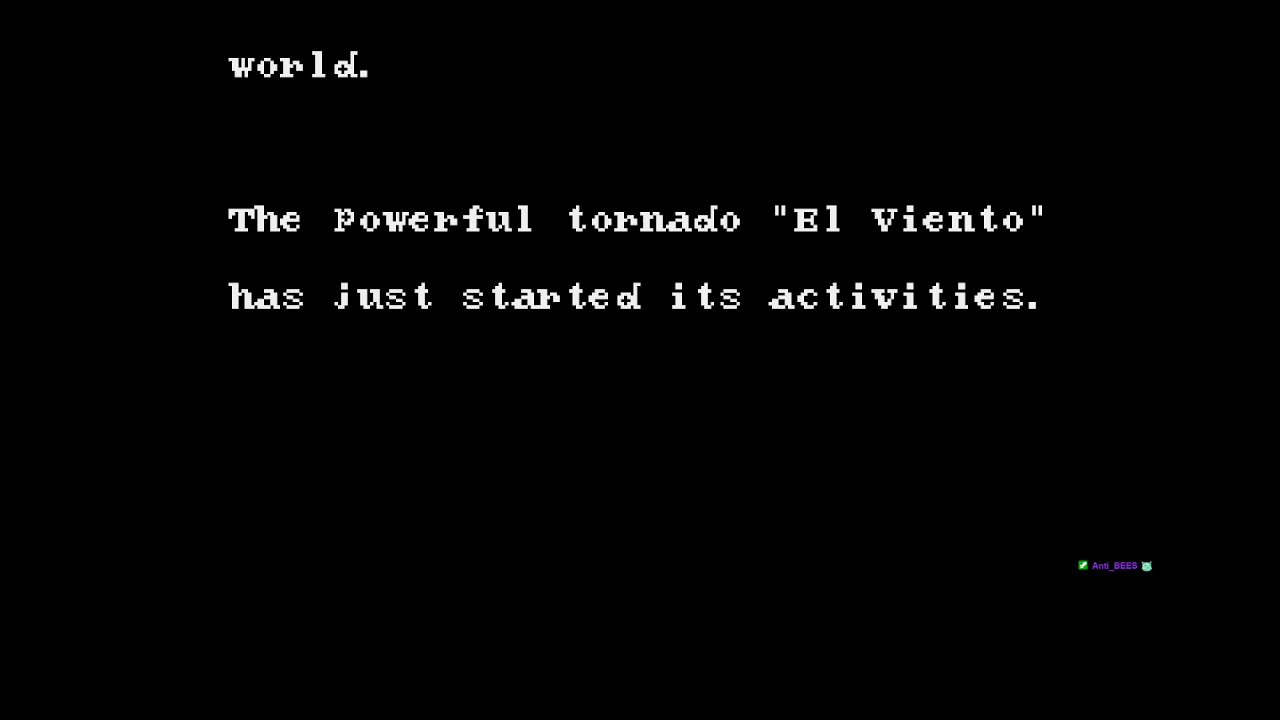 world.
The Powerful tornado "El Viento"
has just started its activities.
Anti_BEES